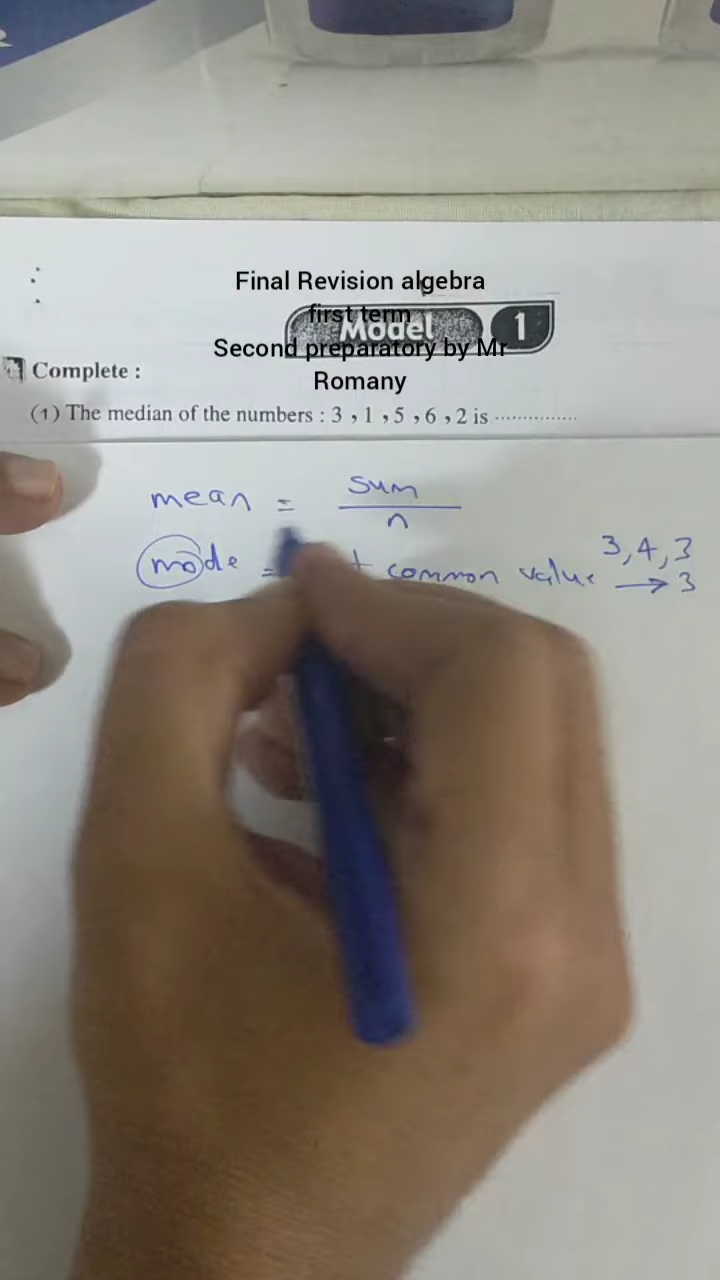 Final Revision algebra
first term
Model 1
Second preparatory by Mr
Romany
Complete :
(1) The median of the numbers : 3 , 1 , 5 , 6 , 2 is ...............
mean = sum
n
3, 4, 3
mode = common value → 3